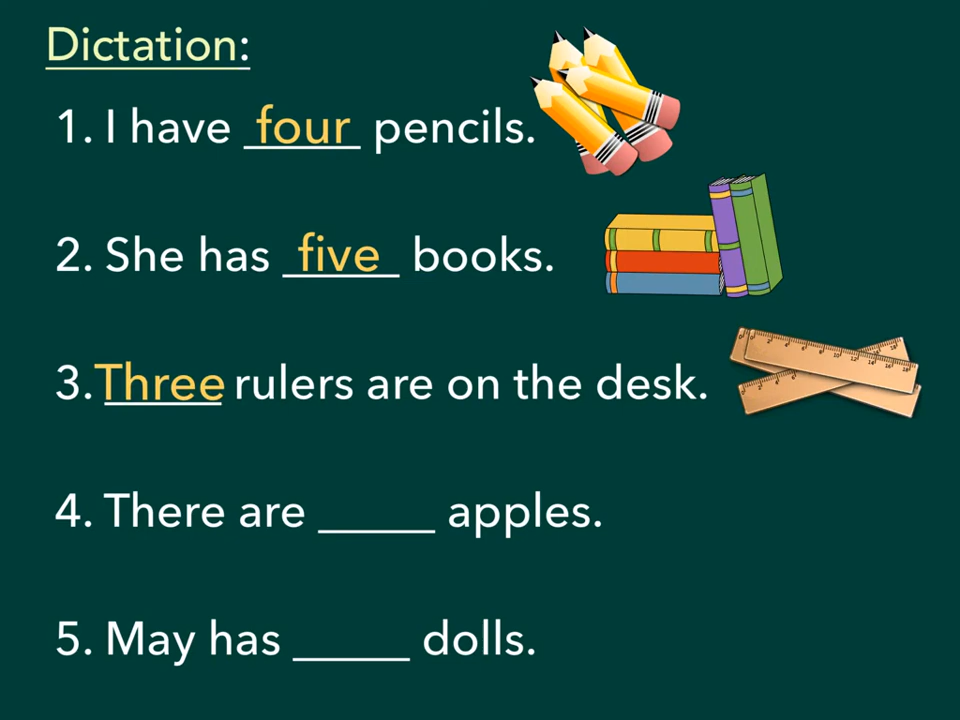 Dictation:
1. I have four pencils.
2. She has five books.
3. Three rulers are on the desk.
4. There are _____ apples.
5. May has _____ dolls.